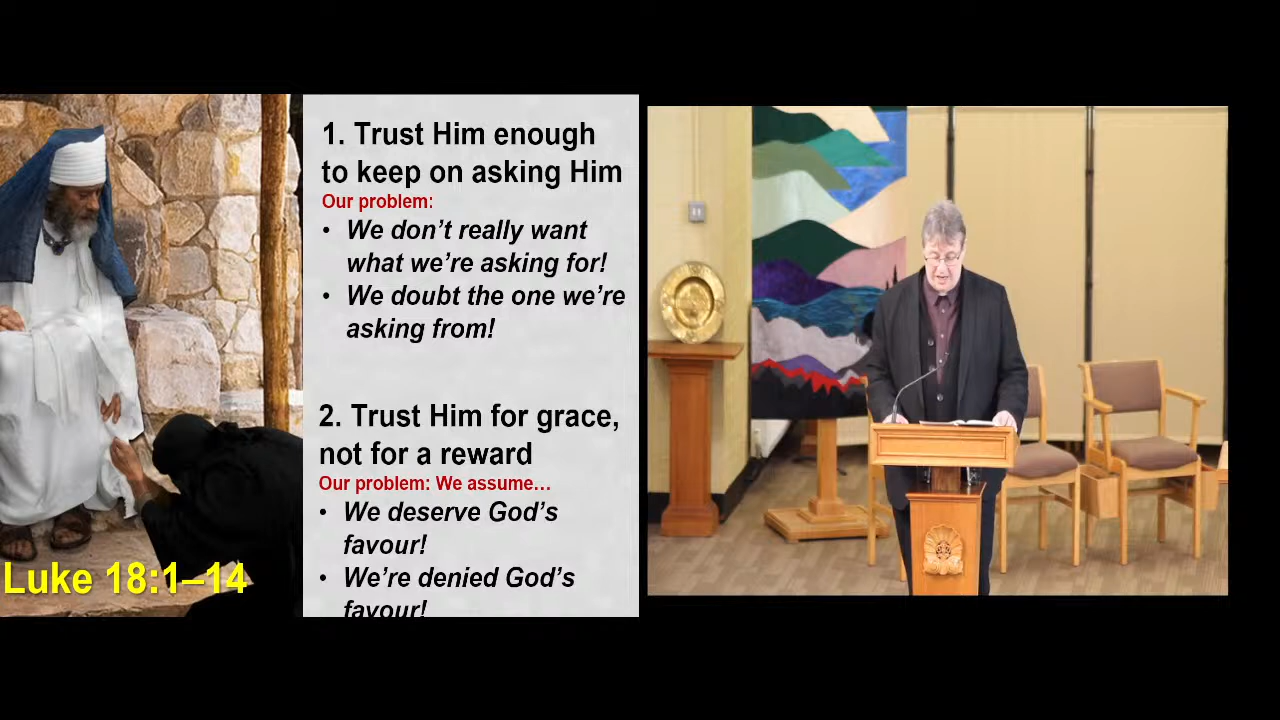 1. Trust Him enough
to keep on asking Him
Our problem:
• We don’t really want
what we’re asking for!
• We doubt the one we’re
asking from!
2. Trust Him for grace,
not for a reward
Our problem: We assume…
• We deserve God’s
favour!
• We’re denied God’s
favour!
Luke 18:1–14